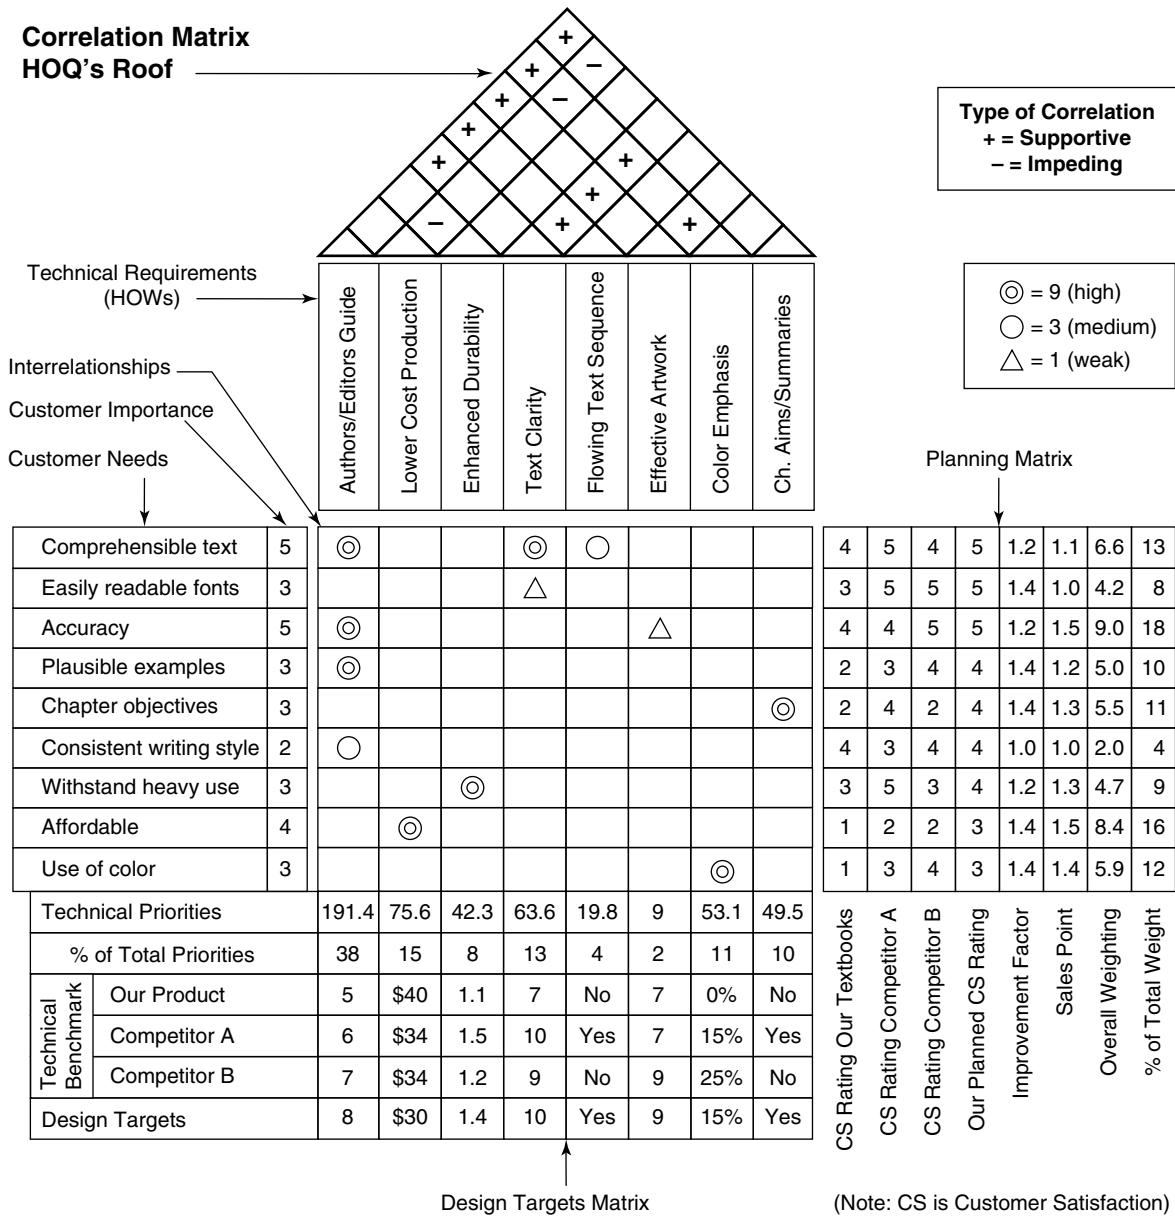 Correlation Matrix
HOQ's Roof
+
+ –
+ –
+
+ +
+
– + +
Type of Correlation
+ = Supportive
– = Impeding
Technical Requirements
(HOWs)
= 9 (high)
= 3 (medium)
= 1 (weak)
Interrelationships
Customer Importance
Customer Needs
Planning Matrix
Authors/Editors Guide
Lower Cost Production
Enhanced Durability
Text Clarity
Flowing Text Sequence
Effective Artwork
Color Emphasis
Ch. Aims/Summaries
Comprehensible text 5 4 5 4 5 1.2 1.1 6.6 13
Easily readable fonts 3 3 5 5 5 1.4 1.0 4.2 8
Accuracy 5 4 4 5 5 1.2 1.5 9.0 18
Plausible examples 3 2 3 4 4 1.4 1.2 5.0 10
Chapter objectives 3 2 4 2 4 1.4 1.3 5.5 11
Consistent writing style 2 4 3 4 4 1.0 1.0 2.0 4
Withstand heavy use 3 3 5 3 4 1.2 1.3 4.7 9
Affordable 4 1 2 2 3 1.4 1.5 8.4 16
Use of color 3 1 3 4 3 1.4 1.4 5.9 12
Technical Priorities 191.4 75.6 42.3 63.6 19.8 9 53.1 49.5
% of Total Priorities 38 15 8 13 4 2 11 10
Technical
Benchmark
Our Product 5 $40 1.1 7 No 7 0% No
Competitor A 6 $34 1.5 10 Yes 7 15% Yes
Competitor B 7 $34 1.2 9 No 9 25% No
Design Targets 8 $30 1.4 10 Yes 9 15% Yes
CS Rating Our Textbooks
CS Rating Competitor A
CS Rating Competitor B
Our Planned CS Rating
Improvement Factor
Sales Point
Overall Weighting
% of Total Weight
Design Targets Matrix
(Note: CS is Customer Satisfaction)